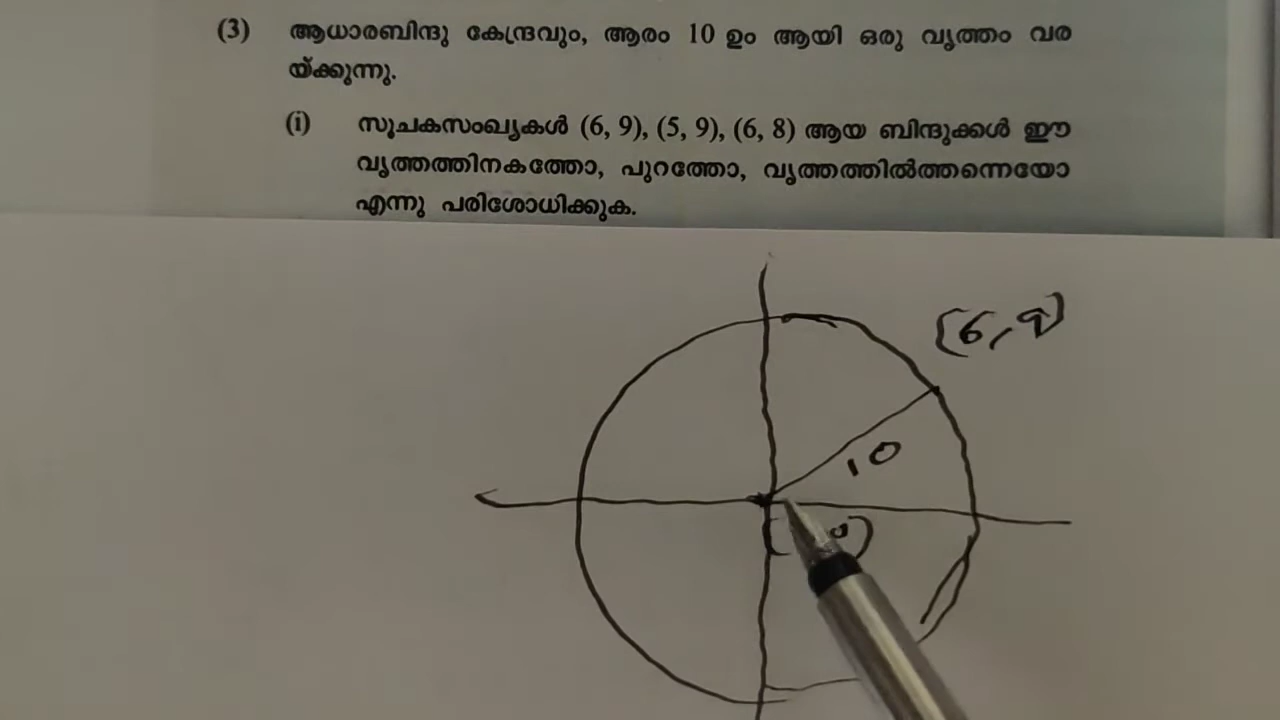 (3) ആധാരബിന്ദു കേന്ദ്രവും, ആരം 10 ഉം ആയി ഒരു വൃത്തം വര
യ്ക്കുന്നു.
(i) സൂചകസംഖ്യകൾ (6, 9), (5, 9), (6, 8) ആയ ബിന്ദുക്കൾ ഈ
വൃത്തത്തിനകത്തോ, പുറത്തോ, വൃത്തത്തിൽത്തന്നെയോ
എന്നു പരിശോധിക്കുക.
(6, 9)
10